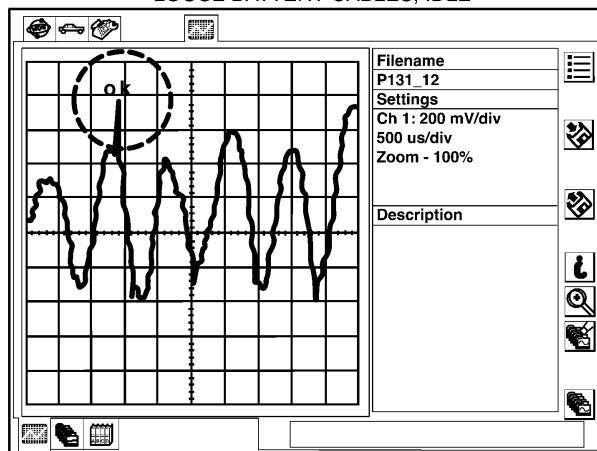 LOOSE BATTERY CABLES, IDLE
Filename
P131_12
Settings
Ch 1: 200 mV/div
500 us/div
Zoom - 100%
Description
ok